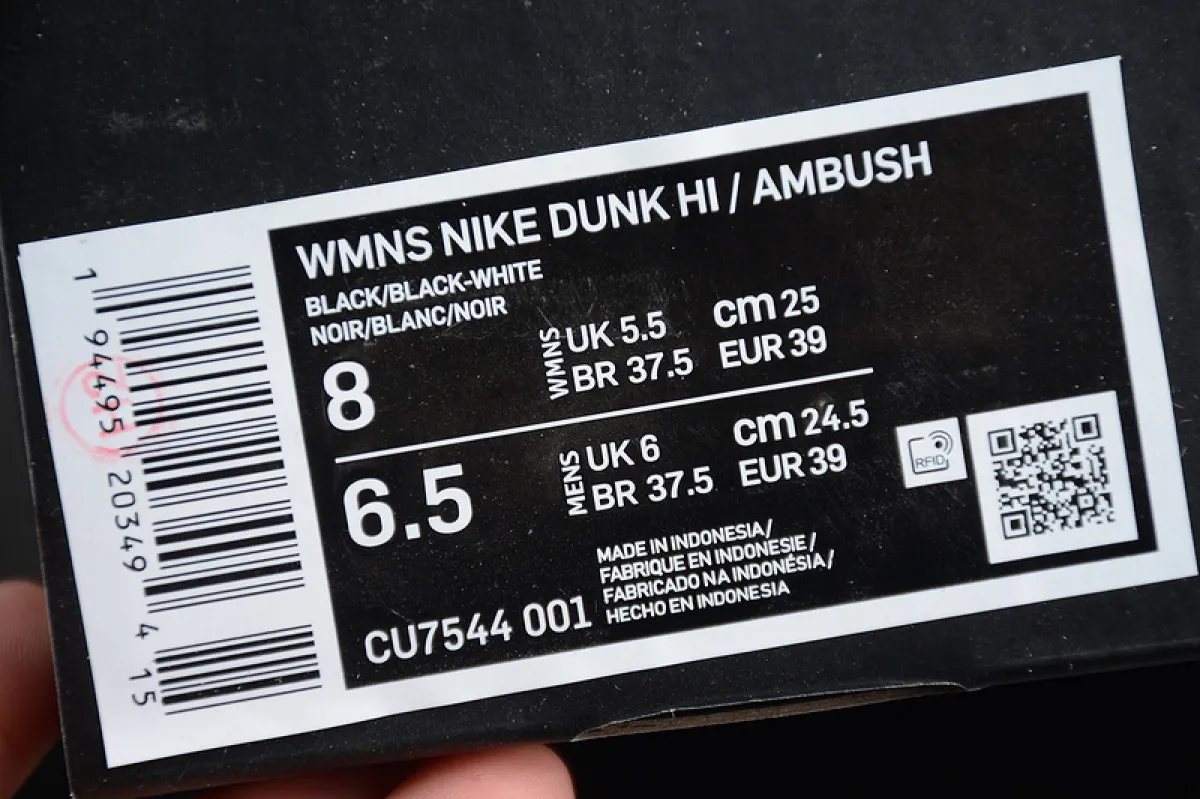 WMNS NIKE DUNK HI / AMBUSH
BLACK/BLACK-WHITE
NOIR/BLANC/NOIR
8
WMNS
UK 5.5 cm 25
BR 37.5 EUR 39
6.5
MENS
UK 6 cm 24.5
BR 37.5 EUR 39
MADE IN INDONESIA/
FABRIQUE EN INDONESIE/
FABRICADO NA INDONÉSIA/
HECHO EN INDONESIA
CU7544 001
RFID
1 94495 20349 4 15